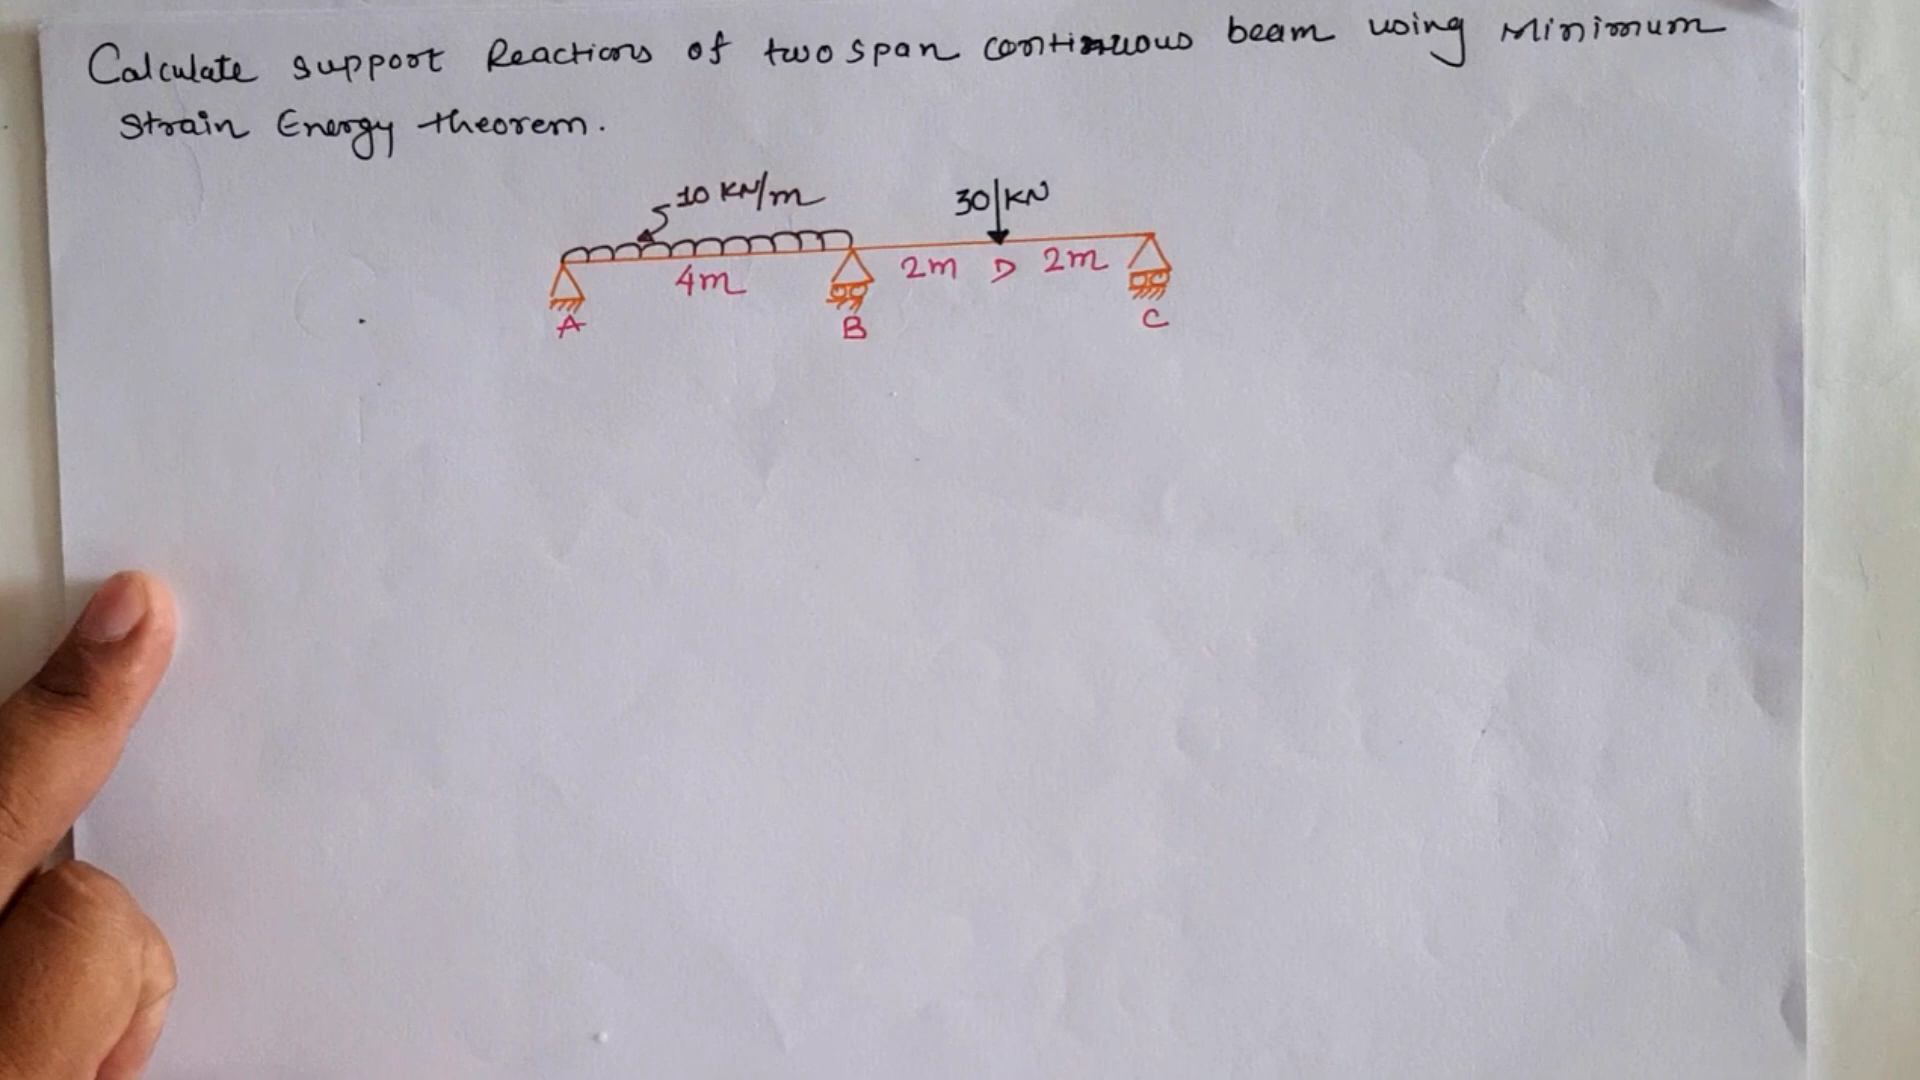 Calculate support Reactions of two span continuous beam using Minimum
Strain Energy theorem.
10 KN/m
30 KN
4m
2m D 2m
A
B
C